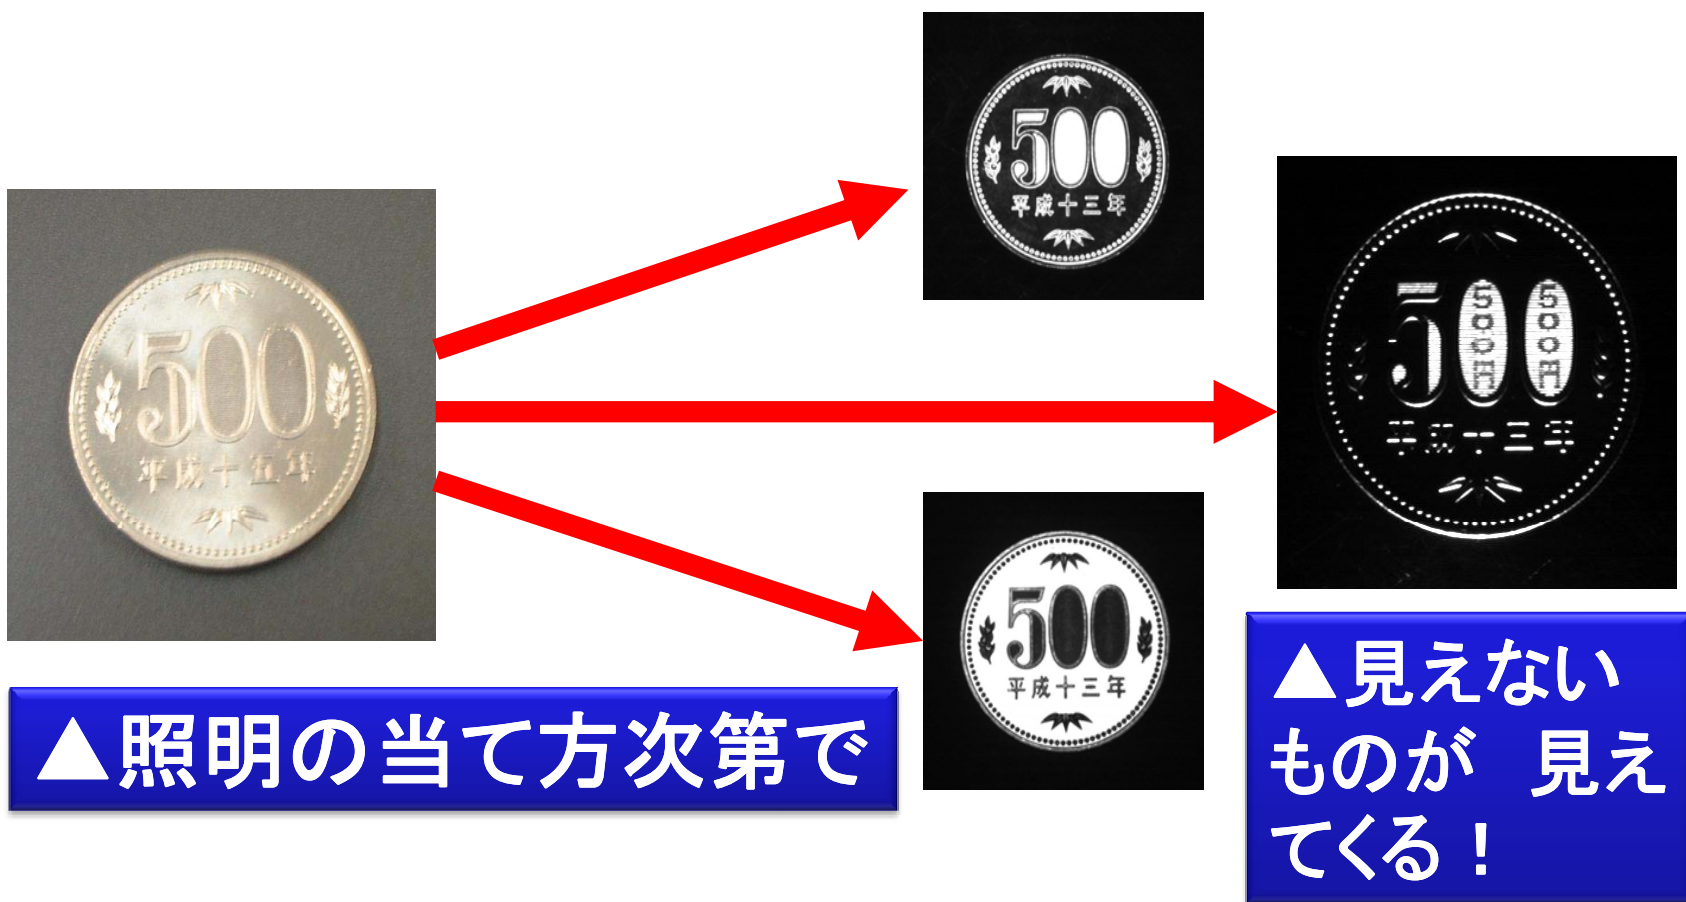 500
平成十五年
500
平成十三年
500
500円
500円
平成十三年
500
平成十三年
▲照明の当て方次第で
▲見えない
ものが　見え
てくる！